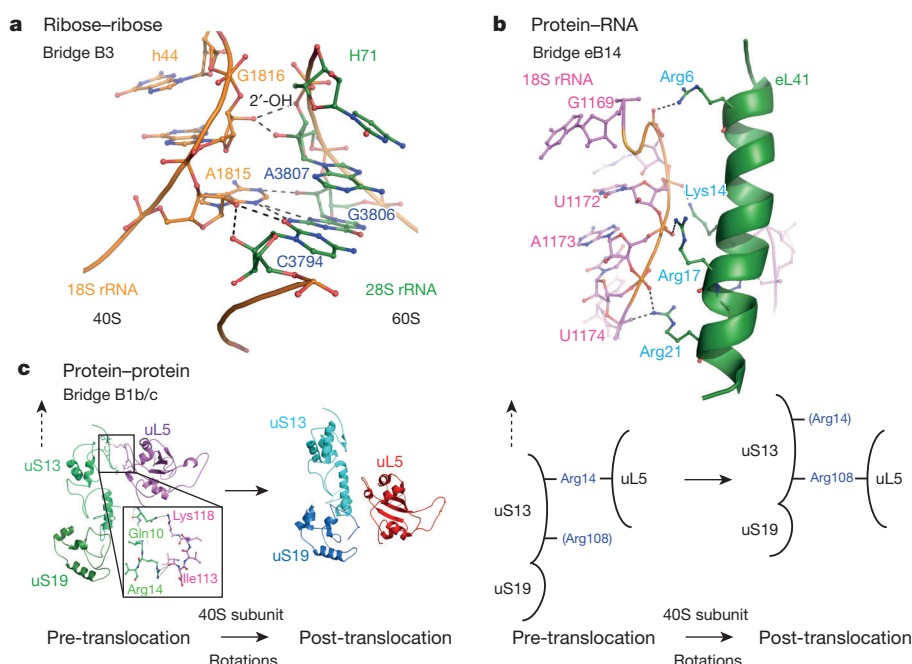 a Ribose–ribose
Bridge B3
h44
G1816
H71
2′-OH
A1815
A3807
G3806
C3794
18S rRNA
28S rRNA
40S
60S
b Protein–RNA
Bridge eB14
18S rRNA
Arg6
eL41
G1169
Lys14
U1172
A1173
Arg17
U1174
Arg21
c Protein–protein
Bridge B1b/c
uS13
uL5
Lys118
Gln10
Ile113
Arg14
uS19
uS13
uL5
uS19
Pre-translocation
40S subunit
Rotations
Post-translocation
uS13
Arg14
uL5
(Arg108)
uS19
(Arg14)
uS13
Arg108
uL5
uS19
Pre-translocation
40S subunit
Rotations
Post-translocation